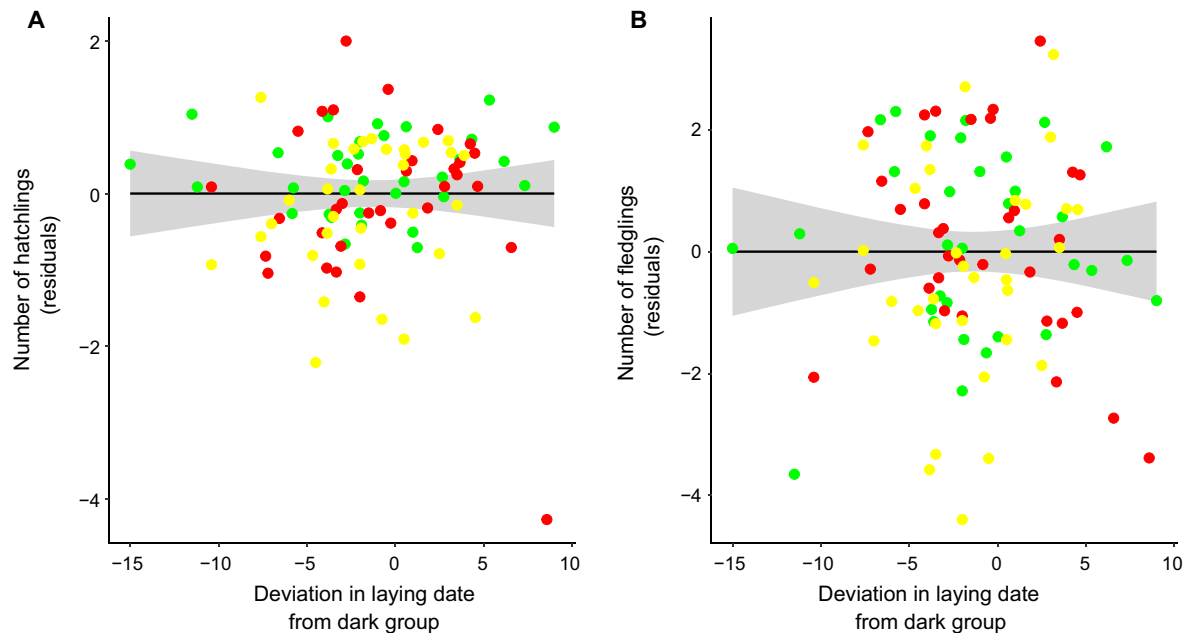 A
Number of hatchlings
(residuals)
2
0
−2
−4
−15
−10
−5
0
5
10
Deviation in laying date
from dark group
B
Number of fledglings
(residuals)
2
0
−2
−4
−15
−10
−5
0
5
10
Deviation in laying date
from dark group